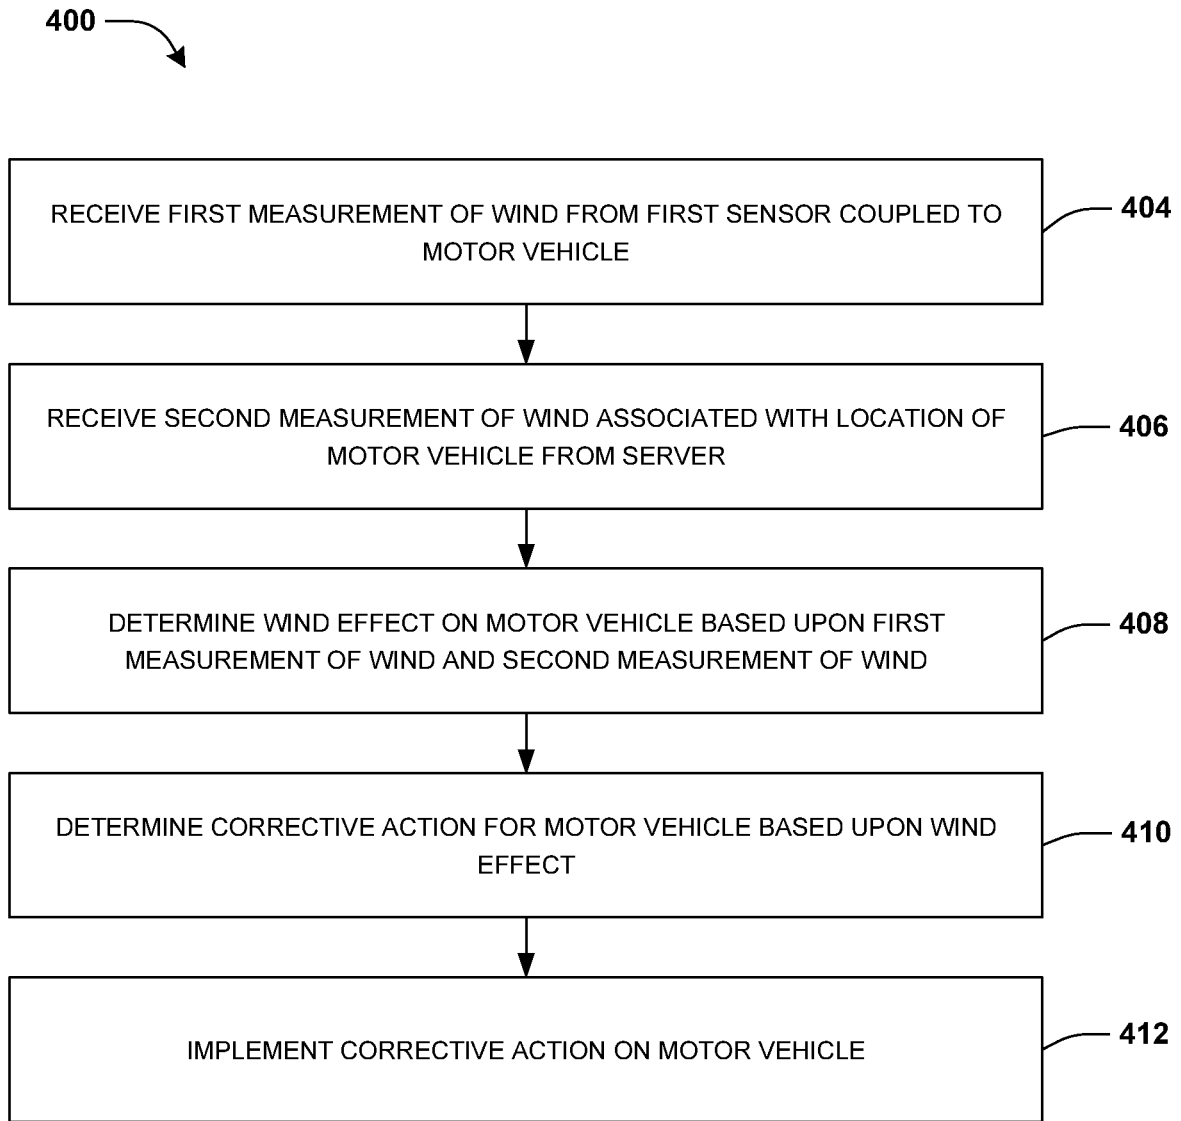 400
RECEIVE FIRST MEASUREMENT OF WIND FROM FIRST SENSOR COUPLED TO
MOTOR VEHICLE
404
RECEIVE SECOND MEASUREMENT OF WIND ASSOCIATED WITH LOCATION OF
MOTOR VEHICLE FROM SERVER
406
DETERMINE WIND EFFECT ON MOTOR VEHICLE BASED UPON FIRST
MEASUREMENT OF WIND AND SECOND MEASUREMENT OF WIND
408
DETERMINE CORRECTIVE ACTION FOR MOTOR VEHICLE BASED UPON WIND
EFFECT
410
IMPLEMENT CORRECTIVE ACTION ON MOTOR VEHICLE
412